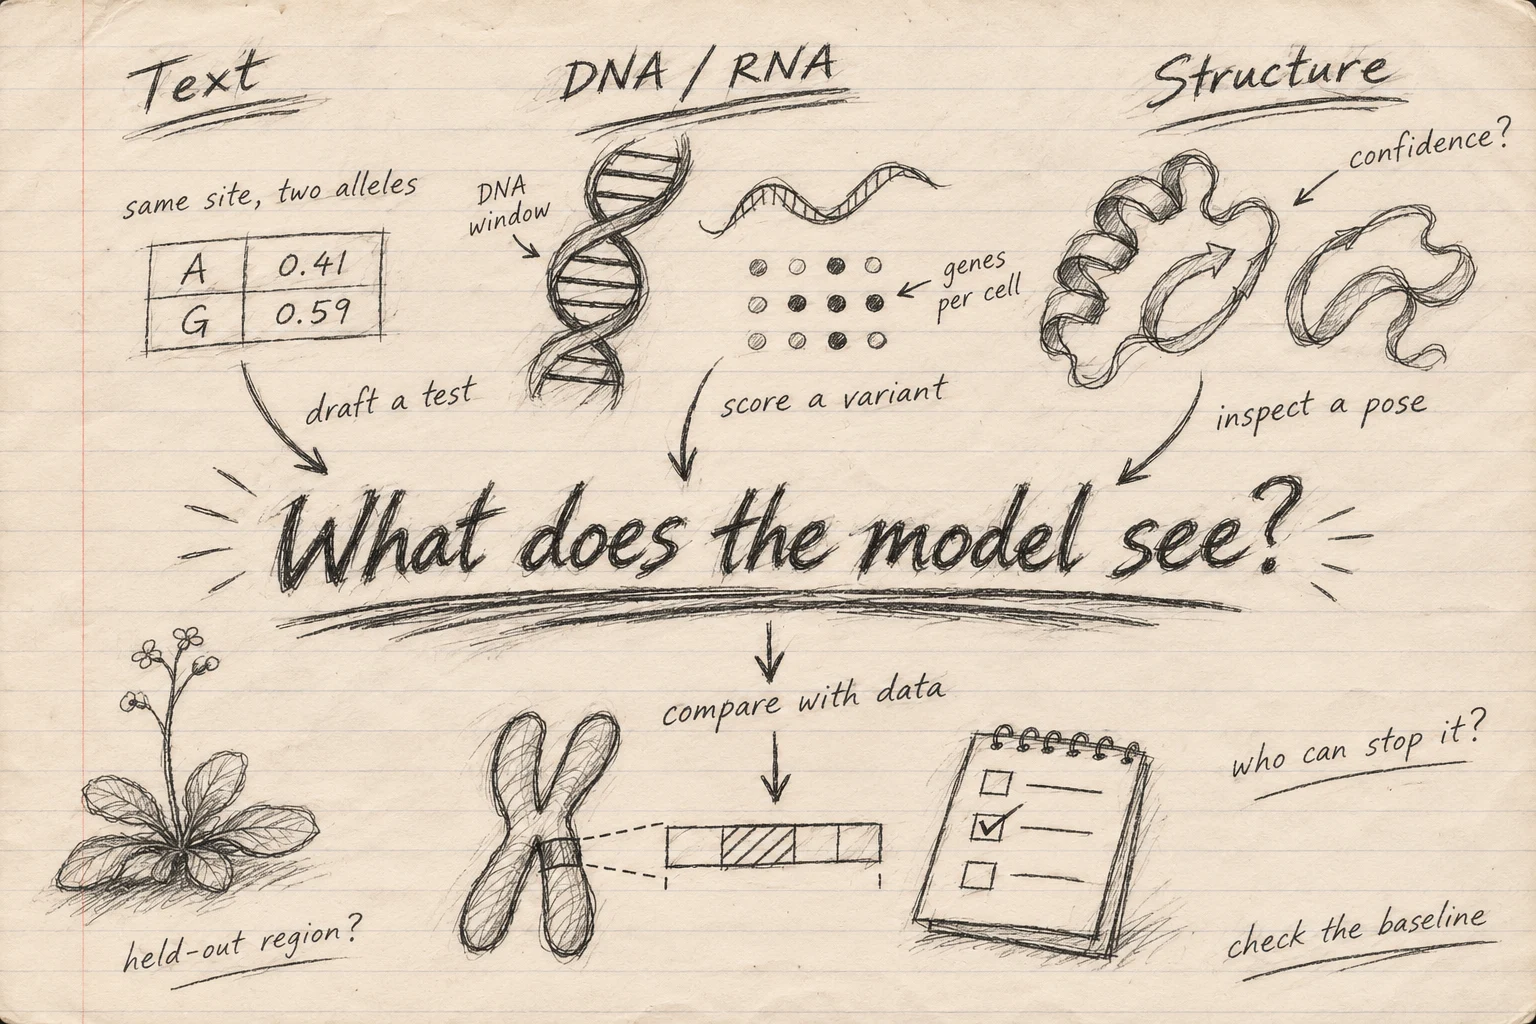 Text
DNA / RNA
Structure
confidence?
same site, two alleles
DNA
window
A 0.41
G 0.59
genes
per cell
draft a test
score a variant
inspect a pose
What does the model see?
compare with data
who can stop it?
held-out region?
check the baseline